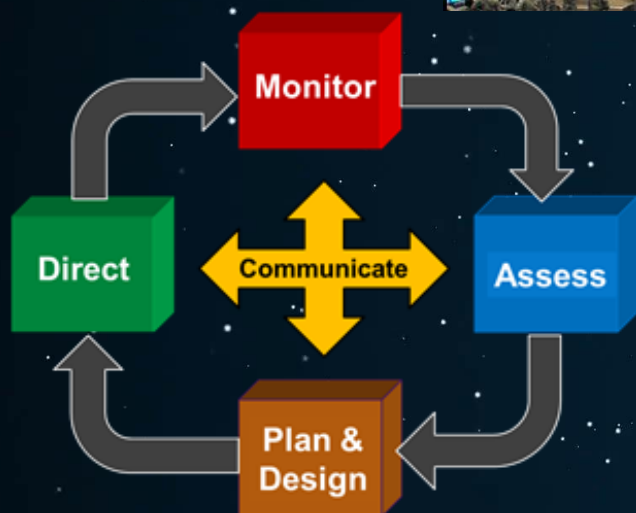 Monitor
Direct
Communicate
Assess
Plan &
Design